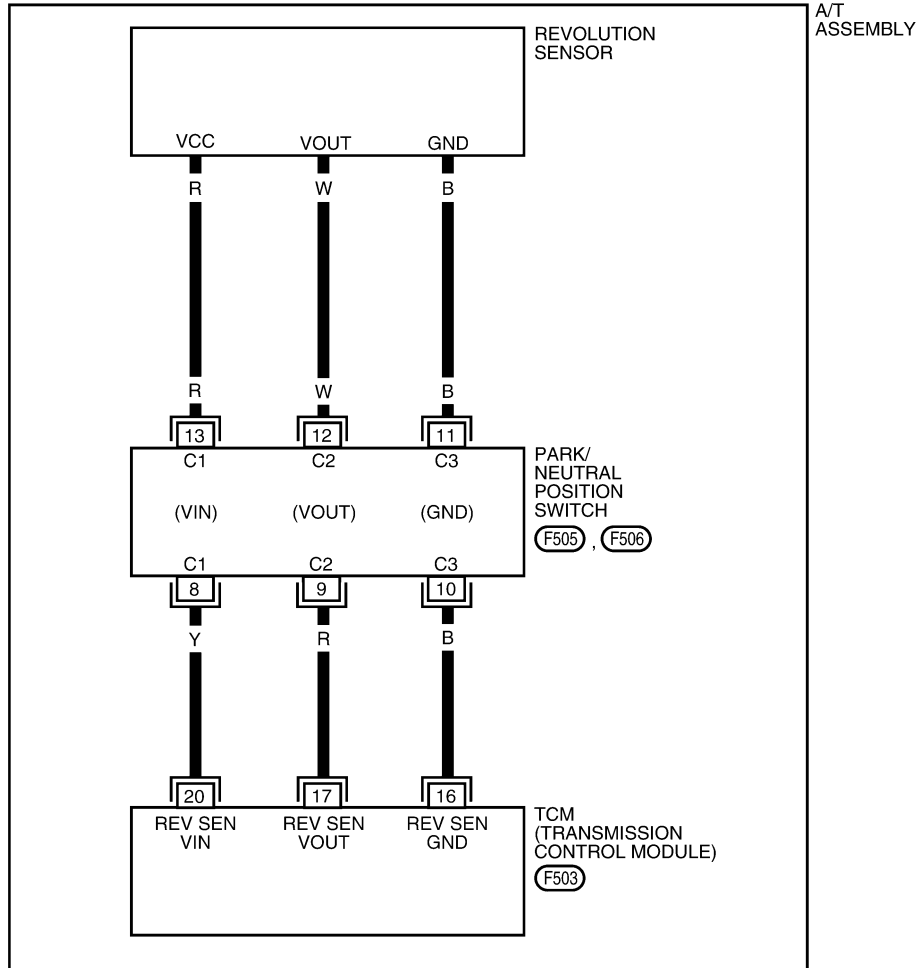 A/T
ASSEMBLY
REVOLUTION
SENSOR
VCC VOUT GND
R W B
R W B
13 12 11
C1 C2 C3
PARK/
NEUTRAL
POSITION
SWITCH
(VIN) (VOUT) (GND)
F505 , F506
C1 C2 C3
8 9 10
Y R B
20 17 16
REV SEN REV SEN REV SEN
VIN VOUT GND
TCM
(TRANSMISSION
CONTROL MODULE)
F503